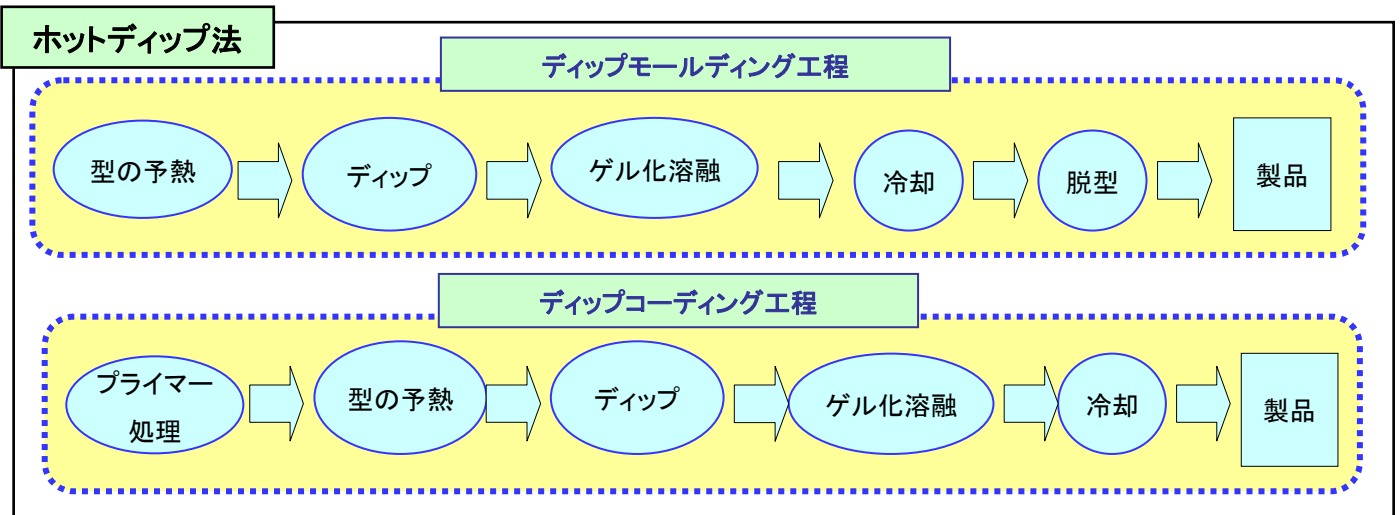 ホットディップ法
ディップモールディング工程
型の予熱
ディップ
ゲル化溶融
冷却
脱型
製品
ディップコーディング工程
プライマー
処理
型の予熱
ディップ
ゲル化溶融
冷却
製品